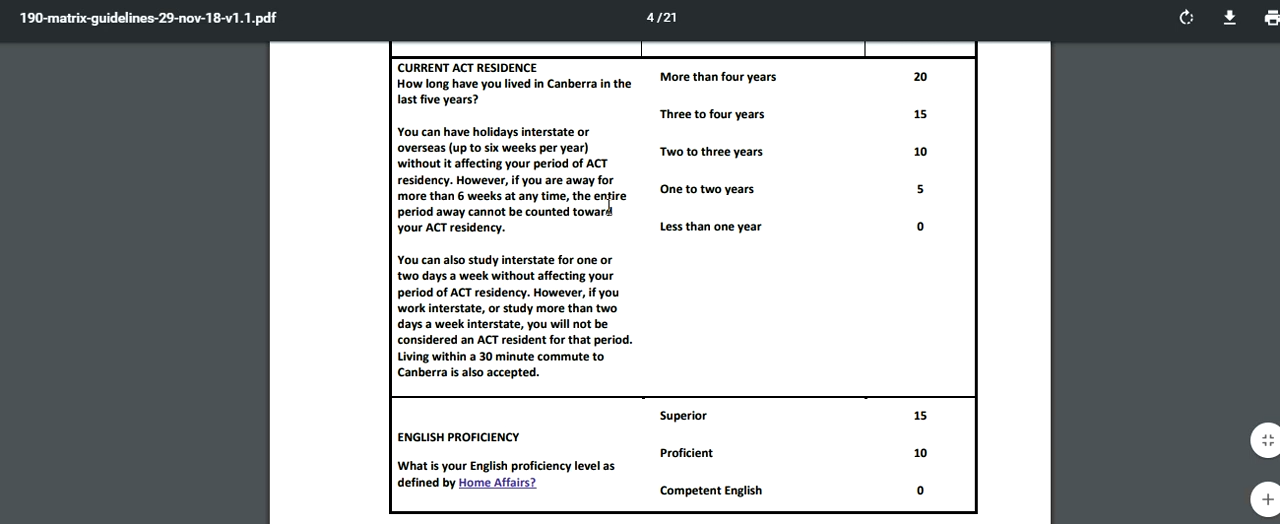 190-matrix-guidelines-29-nov-18-v1.1.pdf
4 / 21
CURRENT ACT RESIDENCE
How long have you lived in Canberra in the
last five years?
You can have holidays interstate or
overseas (up to six weeks per year)
without it affecting your period of ACT
residency. However, if you are away for
more than 6 weeks at any time, the entire
period away cannot be counted toward
your ACT residency.
You can also study interstate for one or
two days a week without affecting your
period of ACT residency. However, if you
work interstate, or study more than two
days a week interstate, you will not be
considered an ACT resident for that period.
Living within a 30 minute commute to
Canberra is also accepted.
More than four years 20
Three to four years 15
Two to three years 10
One to two years 5
Less than one year 0
ENGLISH PROFICIENCY
What is your English proficiency level as
defined by Home Affairs?
Superior 15
Proficient 10
Competent English 0